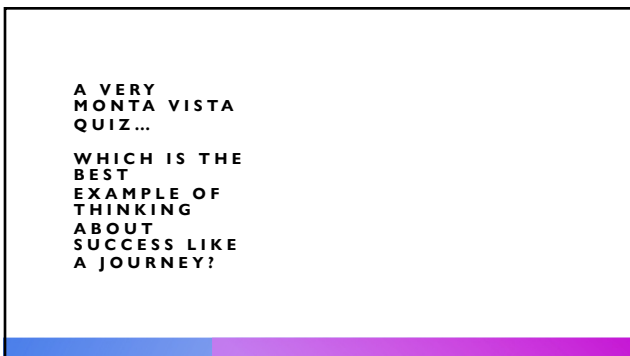 A VERY
MONTA VISTA
QUIZ...
WHICH IS THE
BEST
EXAMPLE OF
THINKING
ABOUT
SUCCESS LIKE
A JOURNEY?